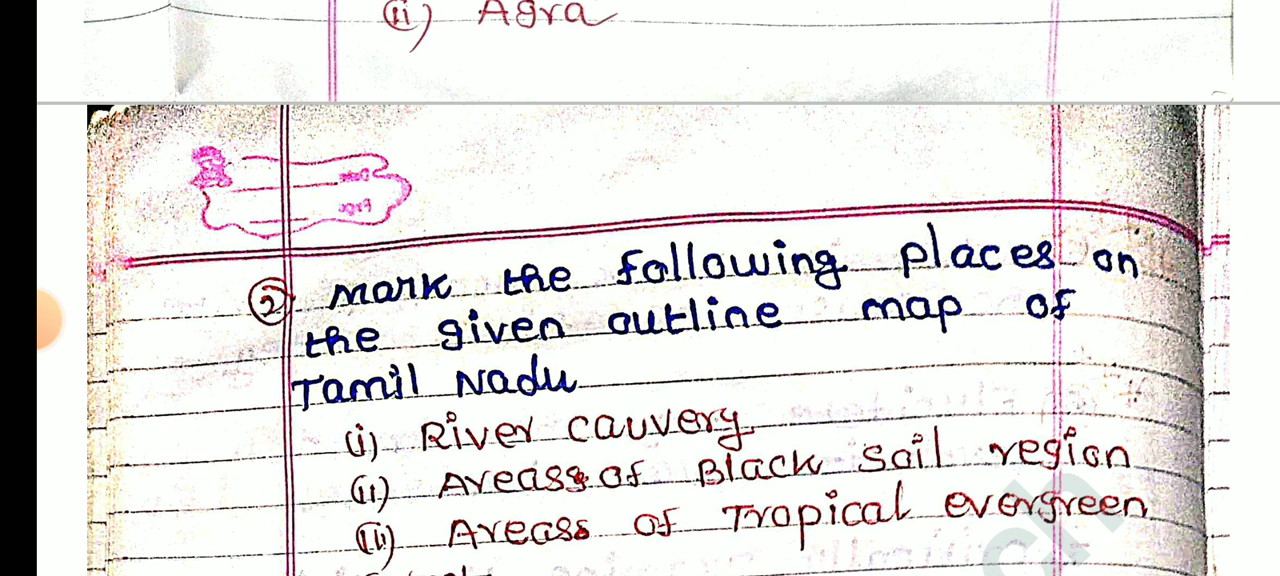 (ii) Agra
② Mark the following places on
the given outline map of
Tamil Nadu
(i) River cauvery
(ii) Areass of Black soil region
(iii) Areass of Tropical evergreen